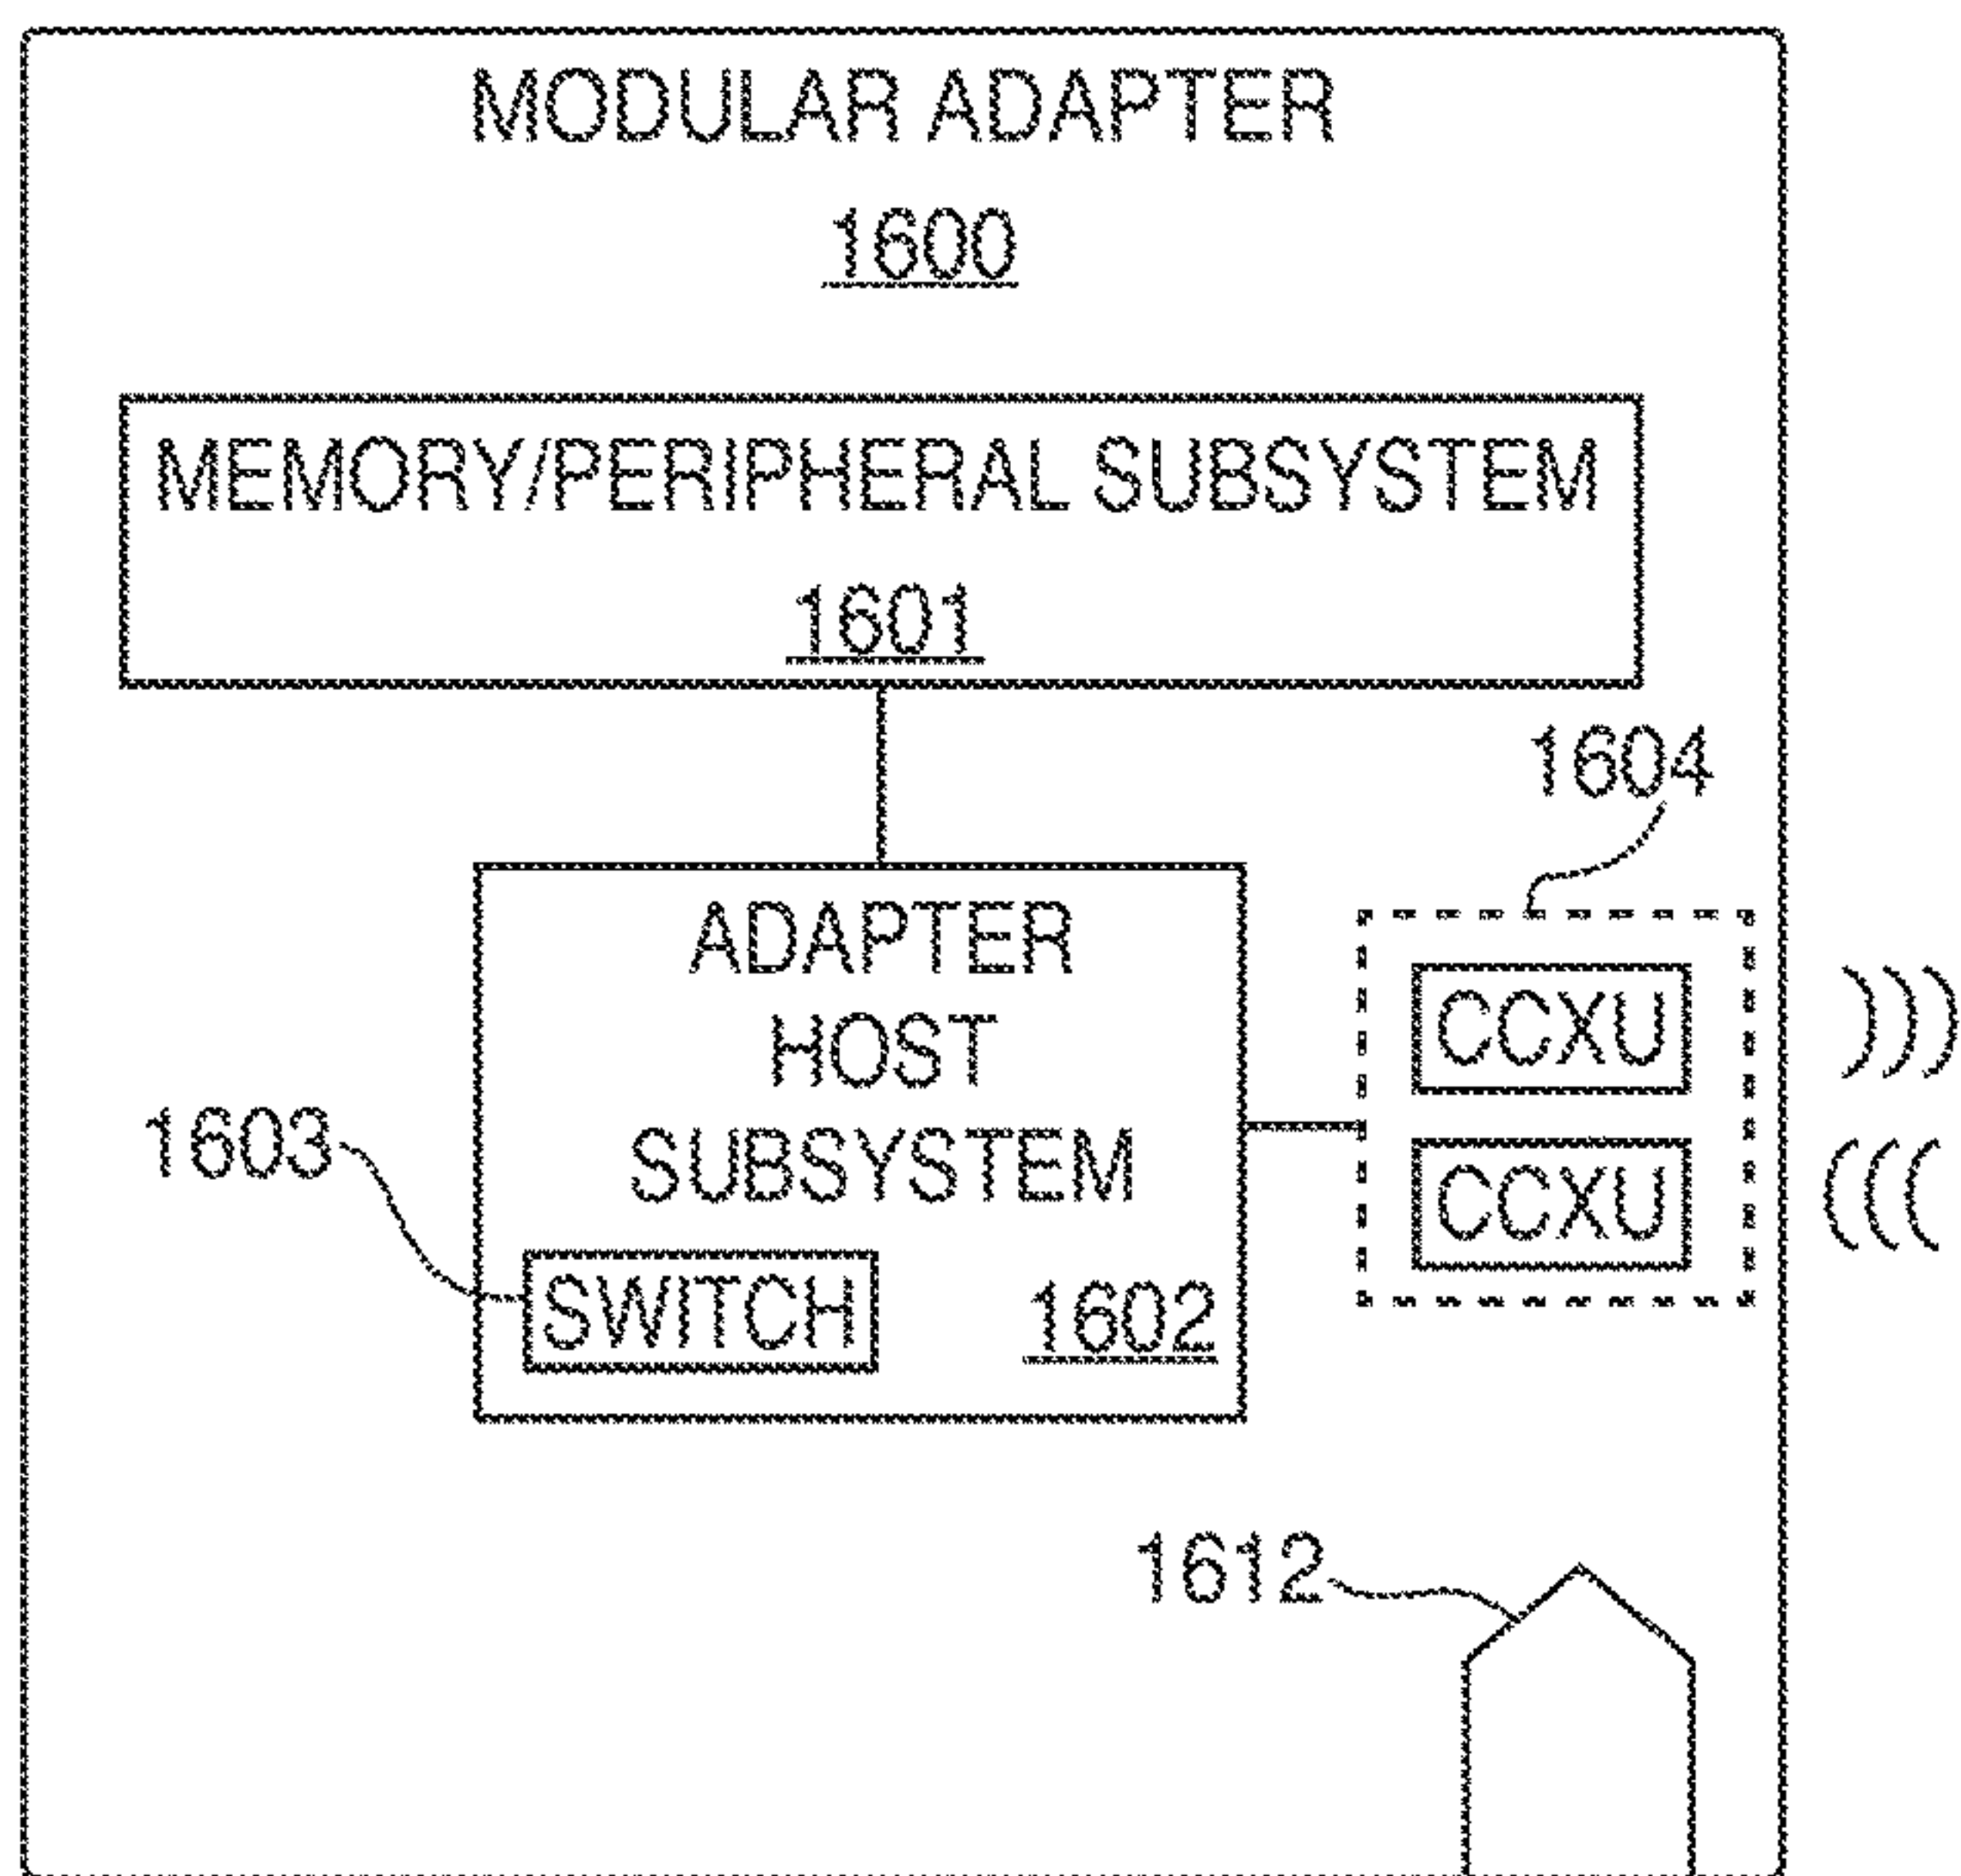 MODULAR ADAPTER
1600
MEMORY/PERIPHERAL SUBSYSTEM
1601
1604
ADAPTER
HOST
SUBSYSTEM
CCXU
CCXU
1603
SWITCH
1602
1612